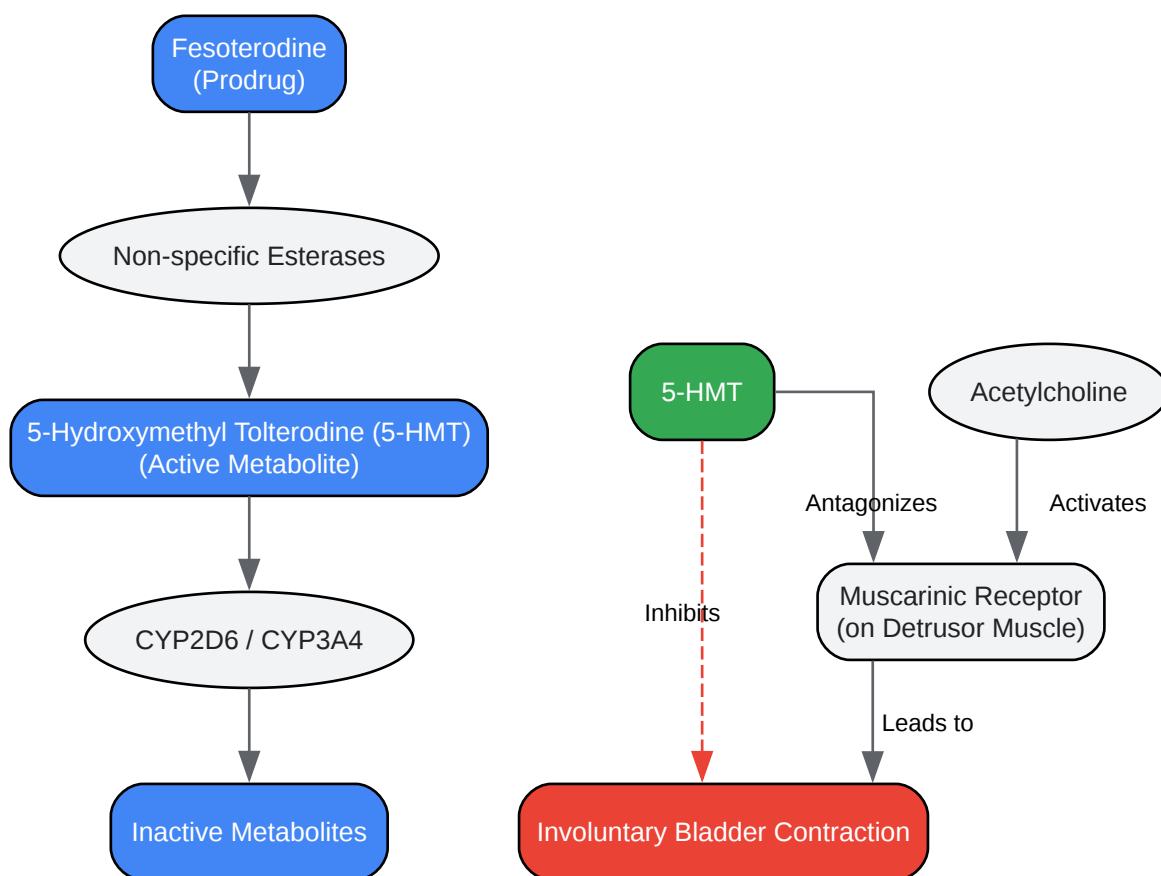 Fesoterodine
(Prodrug)
Non-specific Esterases
5-Hydroxymethyl Tolterodine (5-HMT)
(Active Metabolite)
CYP2D6 / CYP3A4
Inactive Metabolites
5-HMT
Acetylcholine
Antagonizes
Activates
Muscarinic Receptor
(on Detrusor Muscle)
Inhibits
Leads to
Involuntary Bladder Contraction